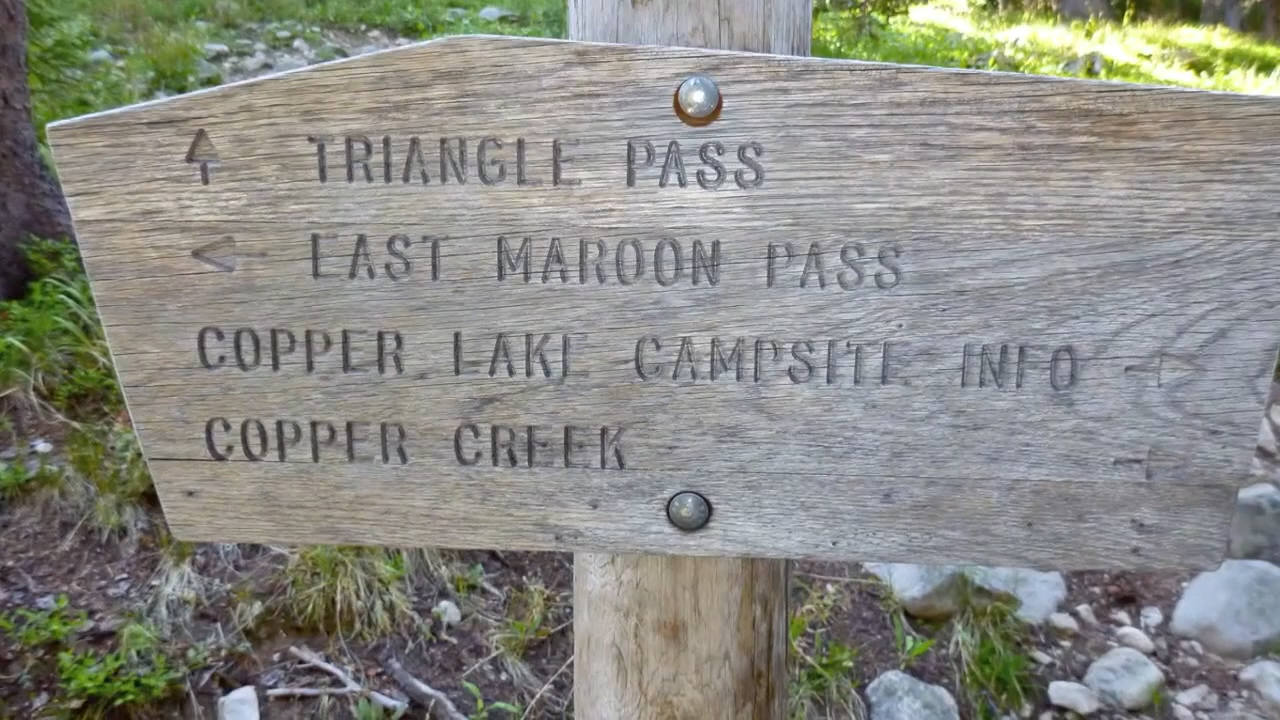 ↑ TRIANGLE PASS
← EAST MAROON PASS
COPPER LAKE CAMPSITE INFO →
COPPER CREEK →